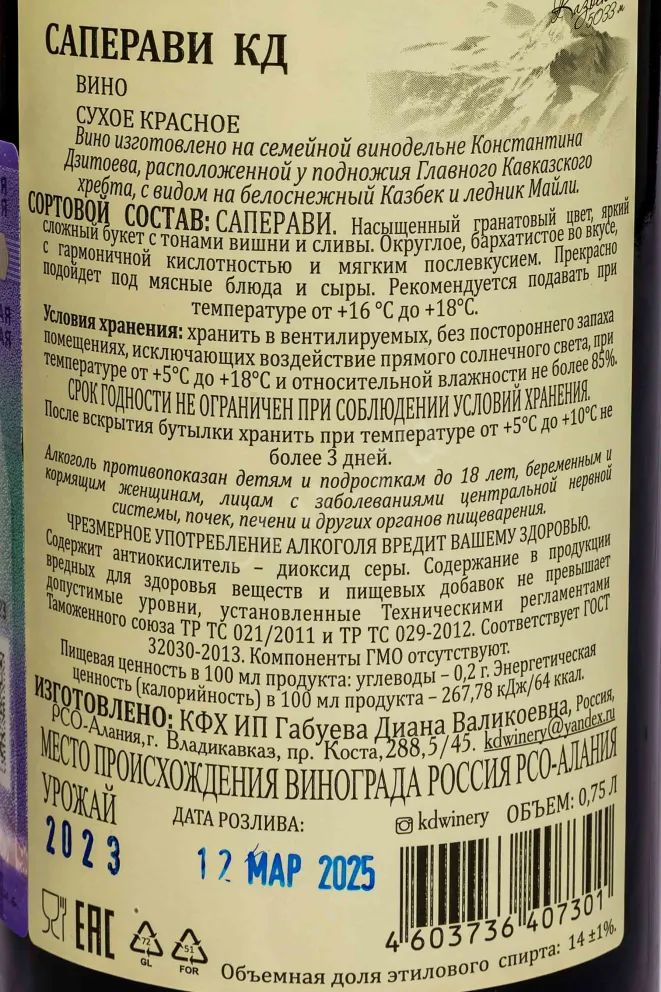 Казбек
5033 м
САПЕРАВИ КД
ВИНО
СУХОЕ КРАСНОЕ
Вино изготовлено на семейной винодельне Константина
Дзитоева, расположенной у подножия Главного Кавказского
хребта, с видом на белоснежный Казбек и ледник Майли.
СОРТОВОЙ СОСТАВ: САПЕРАВИ. Насыщенный гранатовый цвет, яркий
сложный букет с тонами вишни и сливы. Округлое, бархатистое во вкусе,
с гармоничной кислотностью и мягким послевкусием. Прекрасно
подойдет под мясные блюда и сыры. Рекомендуется подавать при
температуре от +16 °C до +18°C.
Условия хранения: хранить в вентилируемых, без постороннего запаха
помещениях, исключающих воздействие прямого солнечного света, при
температуре от +5°C до +18°C и относительной влажности не более 85%.
СРОК ГОДНОСТИ НЕ ОГРАНИЧЕН ПРИ СОБЛЮДЕНИИ УСЛОВИЙ ХРАНЕНИЯ.
После вскрытия бутылки хранить при температуре от +5°C до +10°C не
более 3 дней.
Алкоголь противопоказан детям и подросткам до 18 лет, беременным и
кормящим женщинам, лицам с заболеваниями центральной нервной
системы, почек, печени и других органов пищеварения.
ЧРЕЗМЕРНОЕ УПОТРЕБЛЕНИЕ АЛКОГОЛЯ ВРЕДИТ ВАШЕМУ ЗДОРОВЬЮ.
Содержит антиокислитель – диоксид серы. Содержание в продукции
вредных для здоровья веществ и пищевых добавок не превышает
допустимые уровни, установленные Техническими регламентами
Таможенного союза ТР ТС 021/2011 и ТР ТС 029-2012. Соответствует ГОСТ
32030-2013. Компоненты ГМО отсутствуют.
Пищевая ценность в 100 мл продукта: углеводы – 0,2 г. Энергетическая
ценность (калорийность) в 100 мл продукта – 267,78 кДж/64 ккал.
ИЗГОТОВЛЕНО: КФХ ИП Габуева Диана Валикоевна, Россия,
РСО-Алания, г. Владикавказ, пр. Коста,288,5/45. kdwinery@yandex.ru
МЕСТО ПРОИСХОЖДЕНИЯ ВИНОГРАДА РОССИЯ РСО-АЛАНИЯ
УРОЖАЙ
2023
ДАТА РОЗЛИВА:
12 МАР 2025
kdwinery
ОБЪЕМ: 0,75 Л
4 603736 407301
EAC
72
GL
51
FOR
Объемная доля этилового спирта: 14 ±1%.